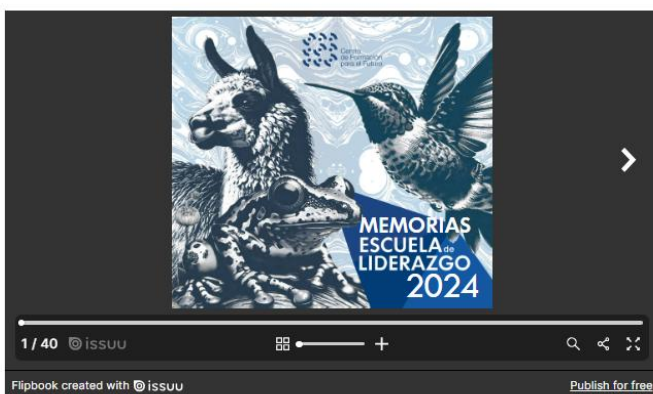 Centro
de Formación
para el Futuro
MEMORIAS
ESCUELA de
LIDERAZGO
2024
1 / 40 issuu
Flipbook created with issuu
Publish for free